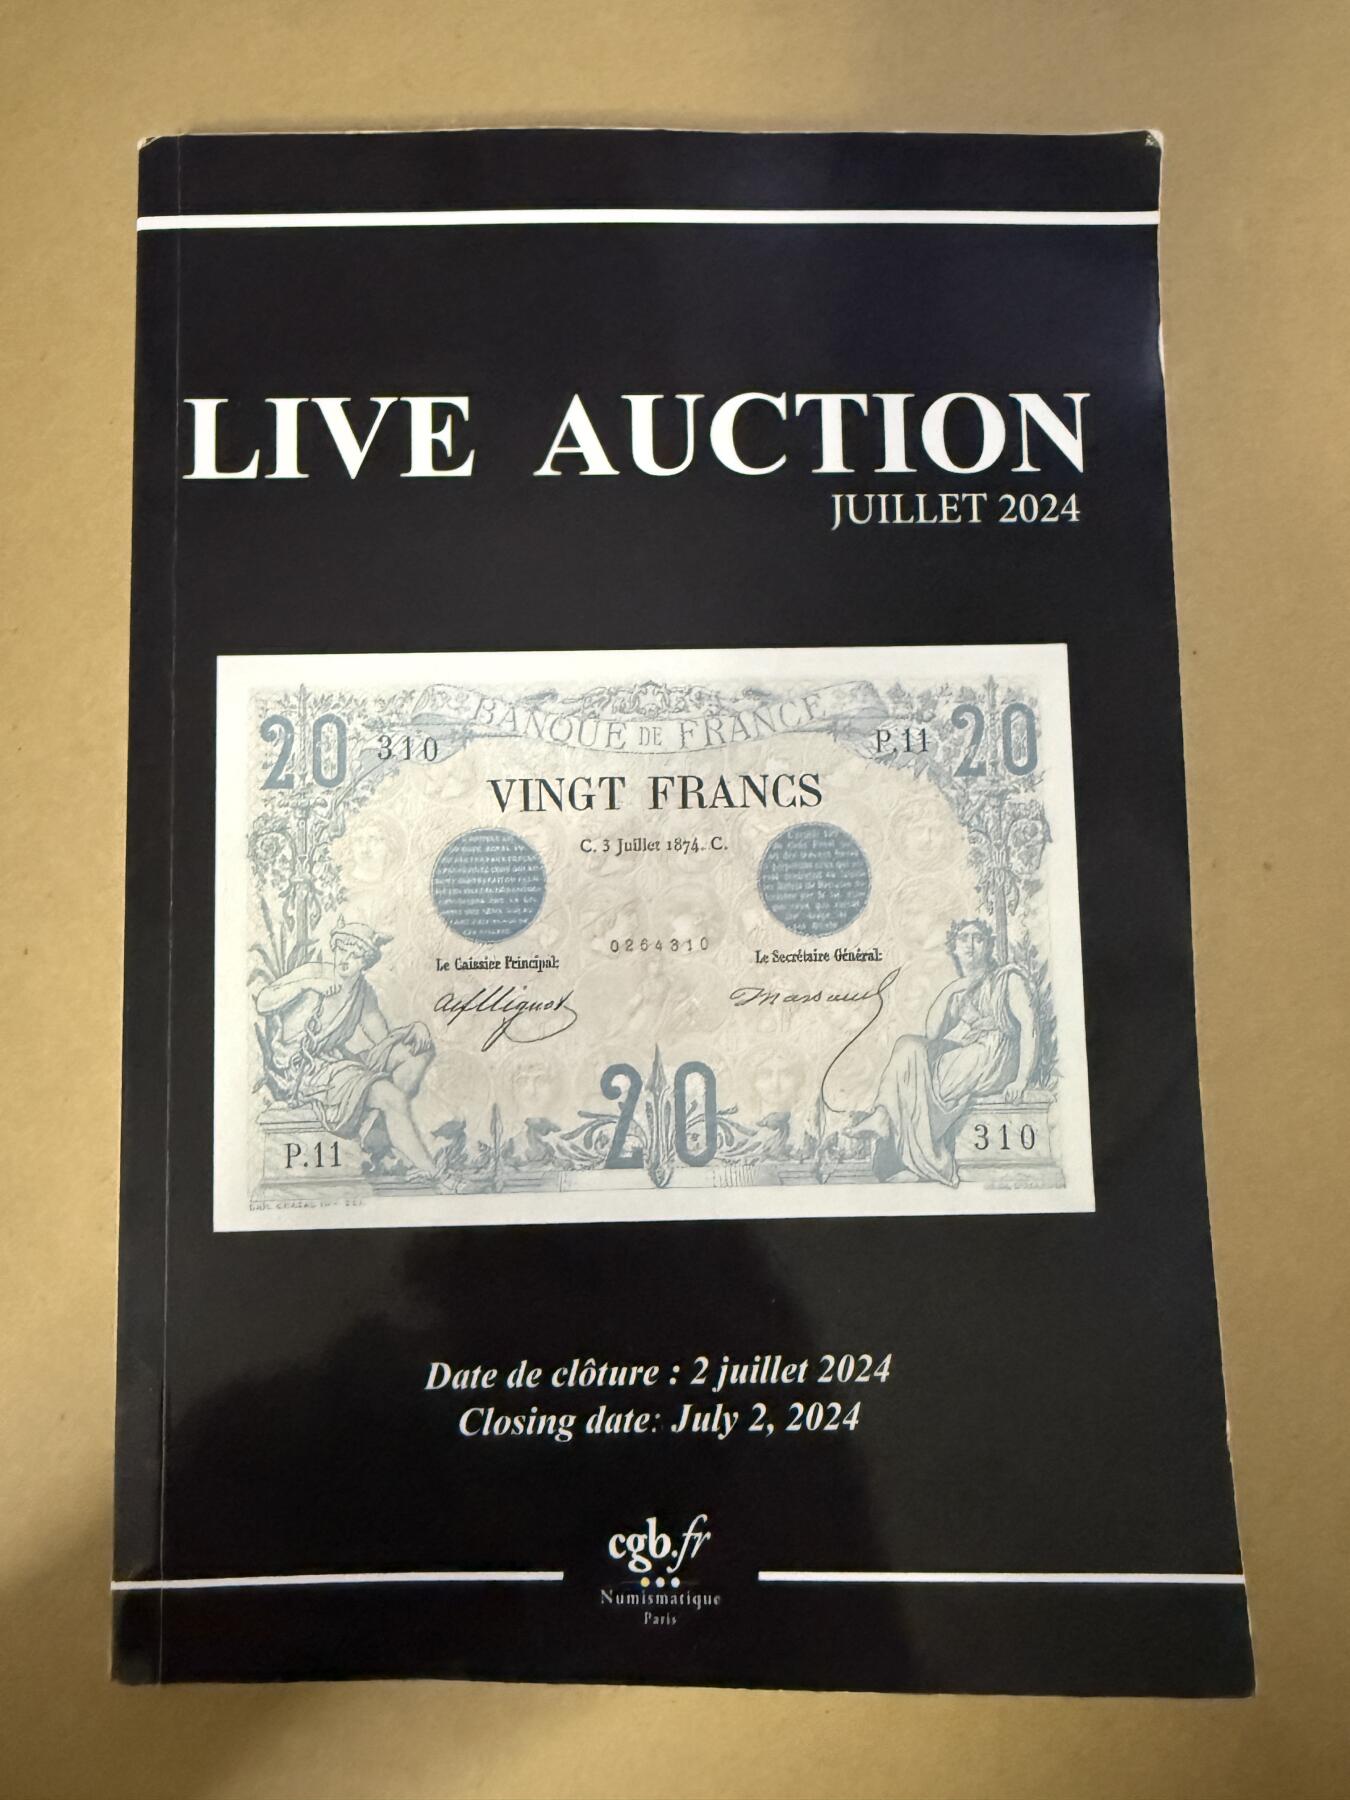 LIVE AUCTION
JUILLET 2024
BANQUE DE FRANCE
20 310 P.11 20
VINGT FRANCS
C. 3 Juillet 1874. C.
0264310
Le Caissier Principal: Le Secrétaire Général:
20
P.11 310
Date de clôture : 2 juillet 2024
Closing date: July 2, 2024
cgb.fr
Numismatique
Paris